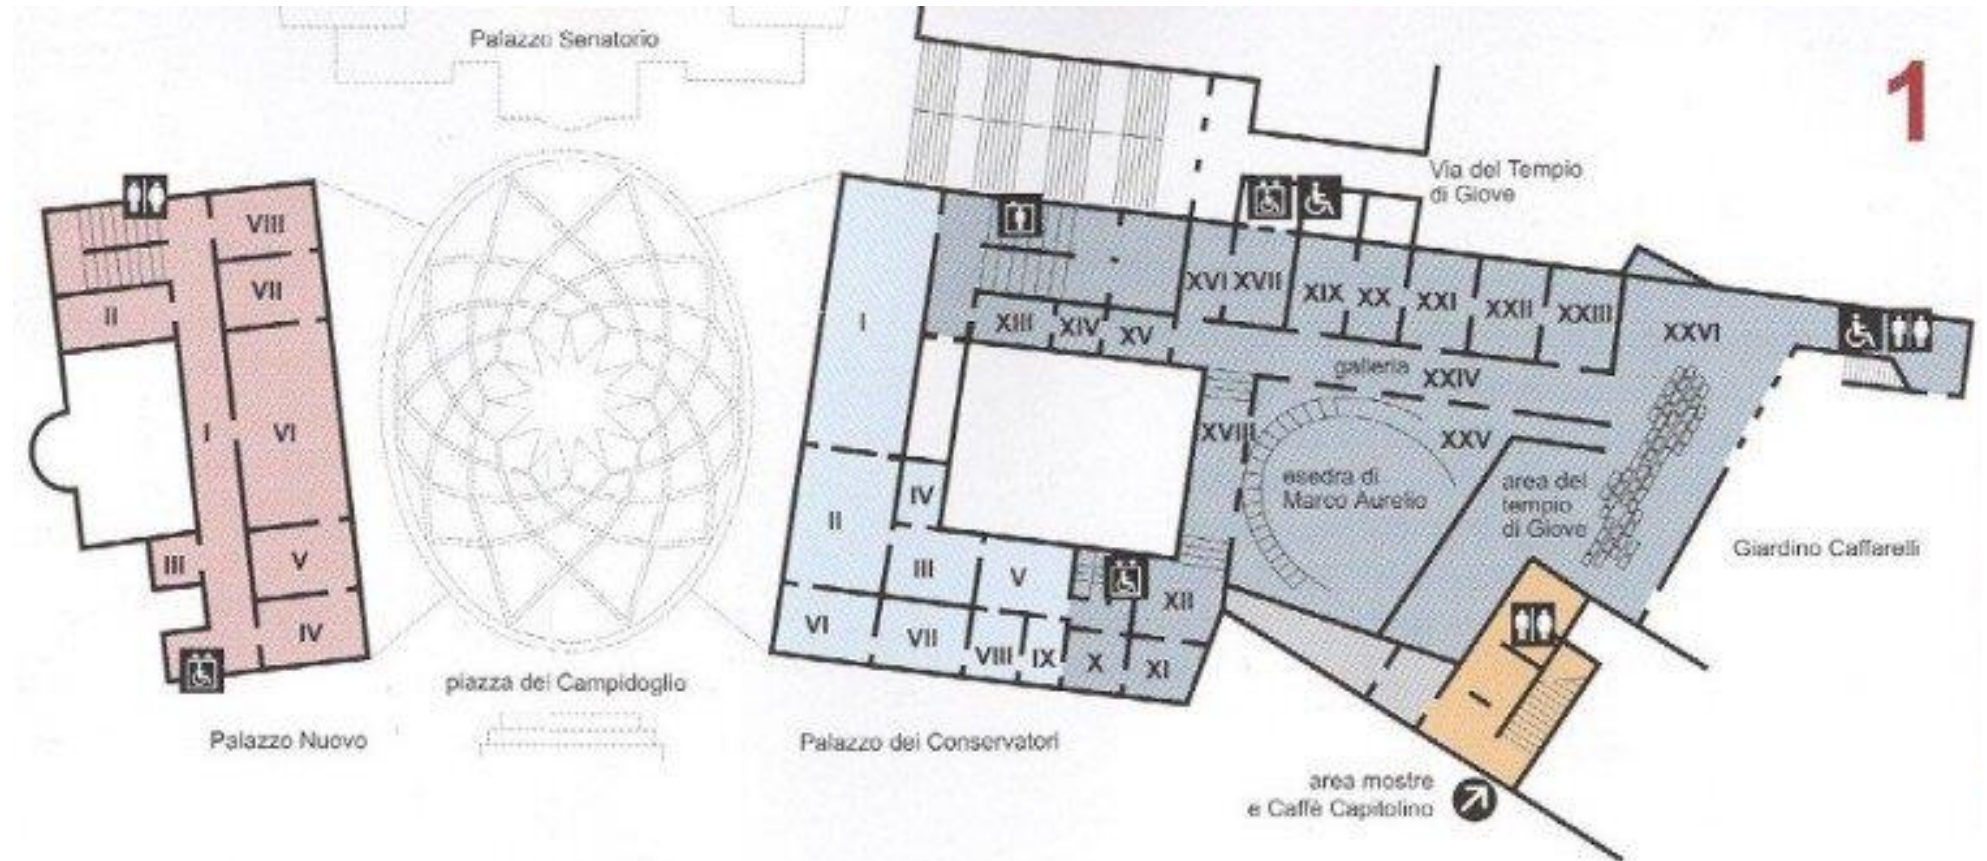 Palazzo Senatorio
1
Via del Tempio
di Giove
VIII
VII
II
I
VI
V
III
IV
I
XIII
XIV
XV
XVI
XVII
XIX
XX
XXI
XXII
XXIII
XXVI
galleria
XXIV
XXV
XVIII
esedra di
Marco Aurelio
area del
tempio
di Giove
Giardino Caffarelli
II
IV
III
V
VI
VII
VIII
IX
X
XI
XII
I
piazza del Campidoglio
Palazzo Nuovo
Palazzo dei Conservatori
area mostre
e Caffè Capitolino